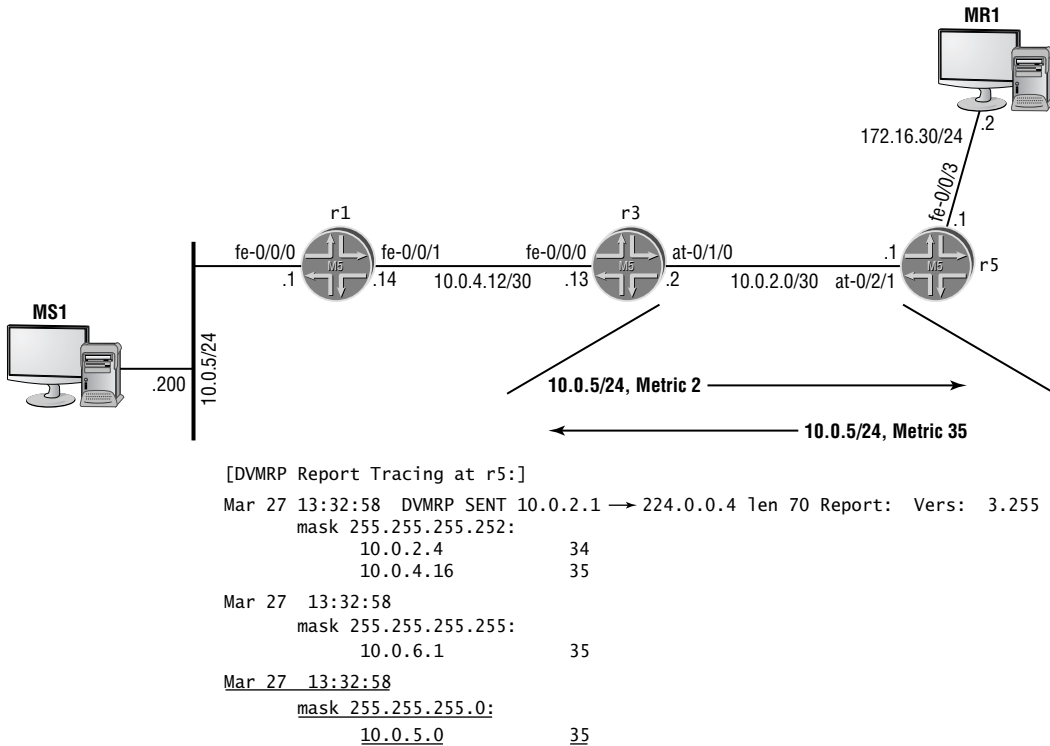 MR1
.2
172.16.30/24
fe-0/0/3
.1
r1
r3
fe-0/0/0
fe-0/0/1
fe-0/0/0
at-0/1/0
.1
r5
M5
M5
M5
.1
.14
10.0.4.12/30
.13
.2
10.0.2.0/30
at-0/2/1
MS1
.200
10.0.5/24
10.0.5/24, Metric 2
10.0.5/24, Metric 35
[DVMRP Report Tracing at r5:]
Mar 27 13:32:58 DVMRP SENT 10.0.2.1 → 224.0.0.4 len 70 Report: Vers: 3.255
mask 255.255.255.252:
10.0.2.4 34
10.0.4.16 35
Mar 27 13:32:58
mask 255.255.255.255:
10.0.6.1 35
Mar 27 13:32:58
mask 255.255.255.0:
10.0.5.0 35